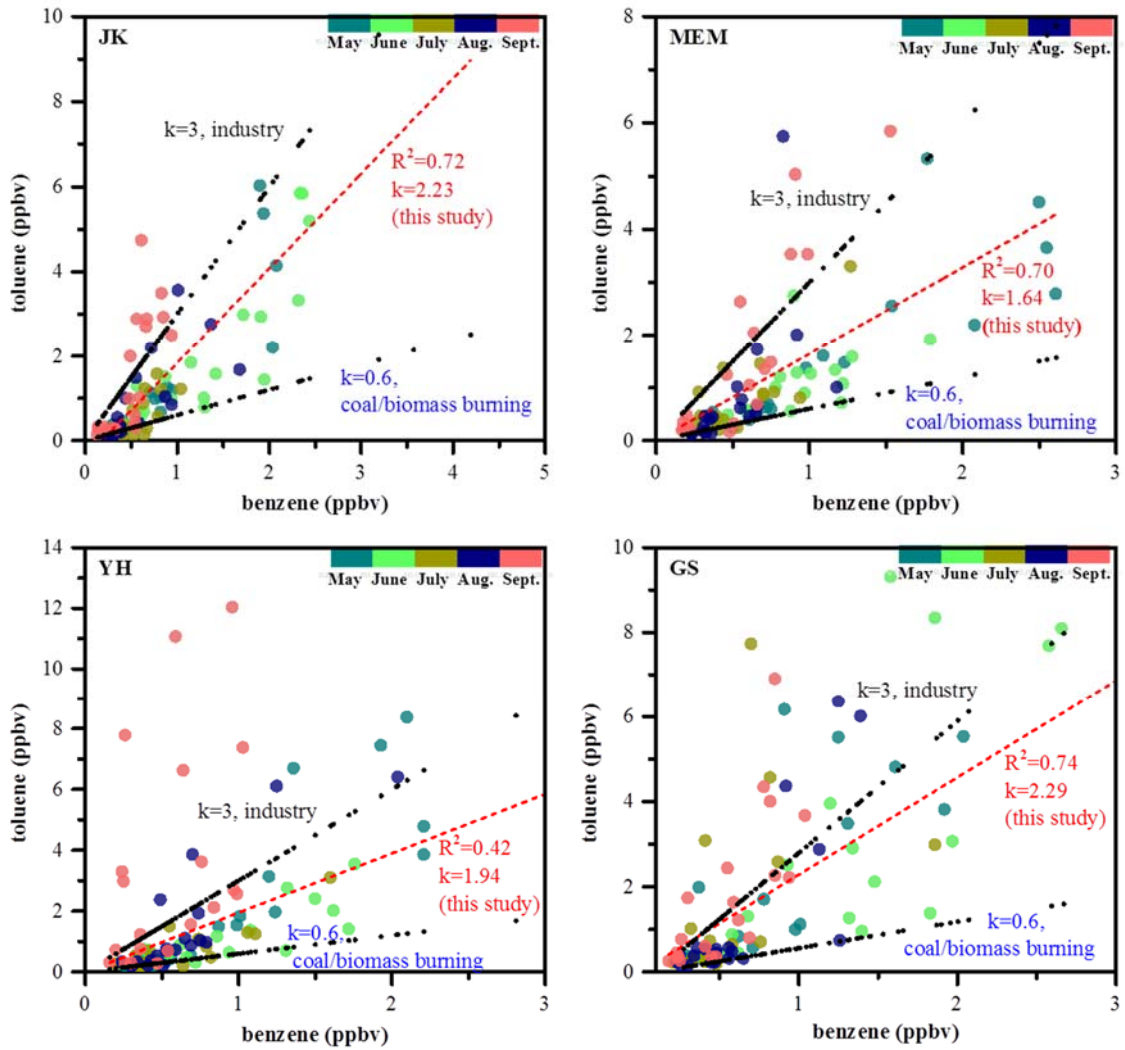 JK
May June July Aug. Sept.
k=3, industry
R²=0.72
k=2.23
(this study)
k=0.6,
coal/biomass burning
toluene (ppbv)
10
8
6
4
2
0
0 1 2 3 4 5
benzene (ppbv)
MEM
May June July Aug. Sept.
k=3, industry
R²=0.70
k=1.64
(this study)
k=0.6,
coal/biomass burning
toluene (ppbv)
8
6
4
2
0
0 1 2 3
benzene (ppbv)
YH
May June July Aug. Sept.
k=3, industry
R²=0.42
k=1.94
(this study)
k=0.6,
coal/biomass burning
toluene (ppbv)
14
12
10
8
6
4
2
0
0 1 2 3
benzene (ppbv)
GS
May June July Aug. Sept.
k=3, industry
R²=0.74
k=2.29
(this study)
k=0.6,
coal/biomass burning
toluene (ppbv)
10
8
6
4
2
0
0 1 2 3
benzene (ppbv)